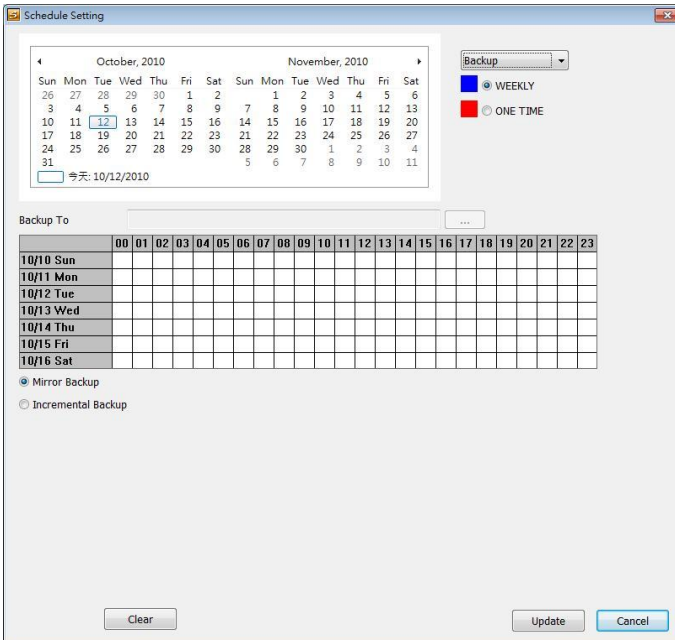 Schedule Setting
October, 2010
Sun Mon Tue Wed Thu Fri Sat
26 27 28 29 30 1 2
3 4 5 6 7 8 9
10 11 12 13 14 15 16
17 18 19 20 21 22 23
24 25 26 27 28 29 30
31
November, 2010
Sun Mon Tue Wed Thu Fri Sat
1 2 3 4 5 6
7 8 9 10 11 12 13
14 15 16 17 18 19 20
21 22 23 24 25 26 27
28 29 30 1 2 3 4
5 6 7 8 9 10 11
今天: 10/12/2010
Backup
WEEKLY
ONE TIME
Backup To
...
00 01 02 03 04 05 06 07 08 09 10 11 12 13 14 15 16 17 18 19 20 21 22 23
10/10 Sun
10/11 Mon
10/12 Tue
10/13 Wed
10/14 Thu
10/15 Fri
10/16 Sat
Mirror Backup
Incremental Backup
Clear
Update
Cancel